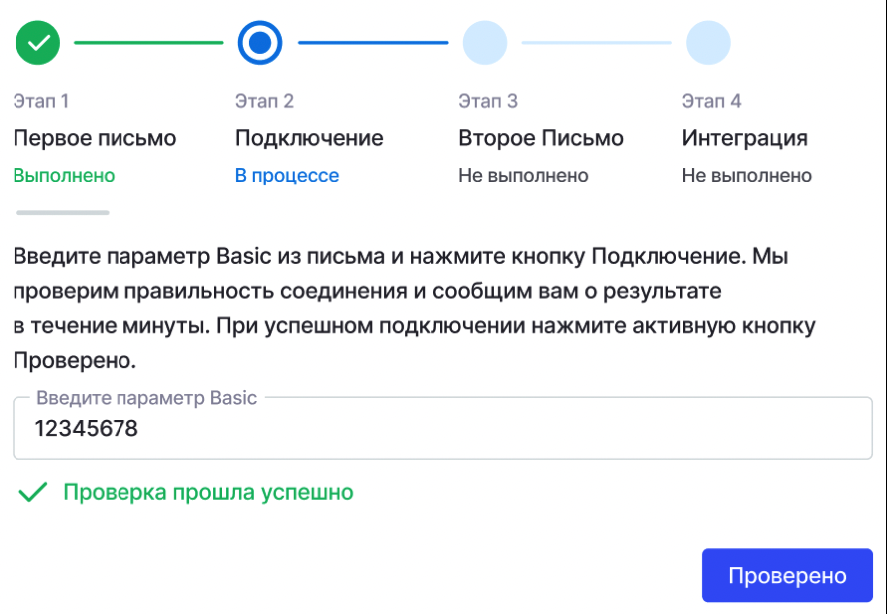 Этап 1 Этап 2 Этап 3 Этап 4
Первое письмо Подключение Второе Письмо Интеграция
Выполнено В процессе Не выполнено Не выполнено
Введите параметр Basic из письма и нажмите кнопку Подключение. Мы
проверим правильность соединения и сообщим вам о результате
в течение минуты. При успешном подключении нажмите активную кнопку
Проверено.
Введите параметр Basic
12345678
Проверка прошла успешно
Проверено